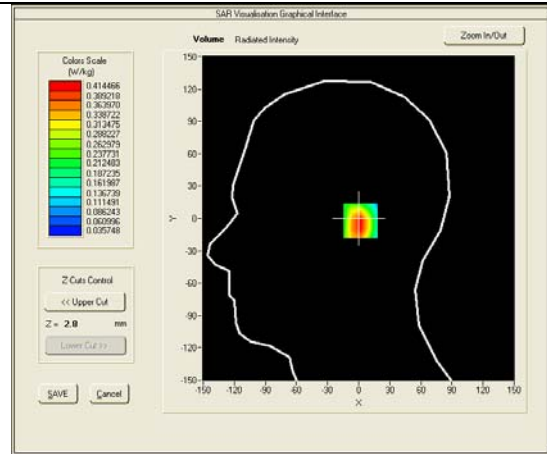 SAR Visualisation Graphical Interface
Volume Radiated Intensity
Zoom In/Out
Colors Scale
(W/kg)
0.414466
0.389218
0.363970
0.338722
0.313475
0.288227
0.262979
0.237731
0.212483
0.187235
0.161987
0.136739
0.111491
0.086243
0.060996
0.035748
Z Cuts Control
<< Upper Cut
Z = 2.0 mm
Lower Cut >>
SAVE Cancel
150
120
90
60
30
0
-30
-60
-90
-120
-150
Y
-150 -120 -90 -60 -30 0 30 60 90 120 150
X